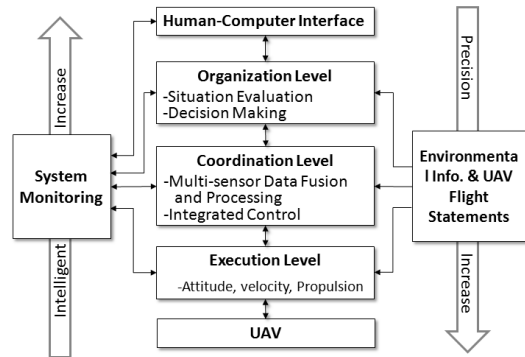 Human-Computer Interface
Organization Level
-Situation Evaluation
-Decision Making
Coordination Level
-Multi-sensor Data Fusion
and Processing
-Integrated Control
Execution Level
-Attitude, velocity, Propulsion
UAV
System
Monitoring
Increase
Intelligent
Environmenta
l Info. & UAV
Flight
Statements
Precision
Increase